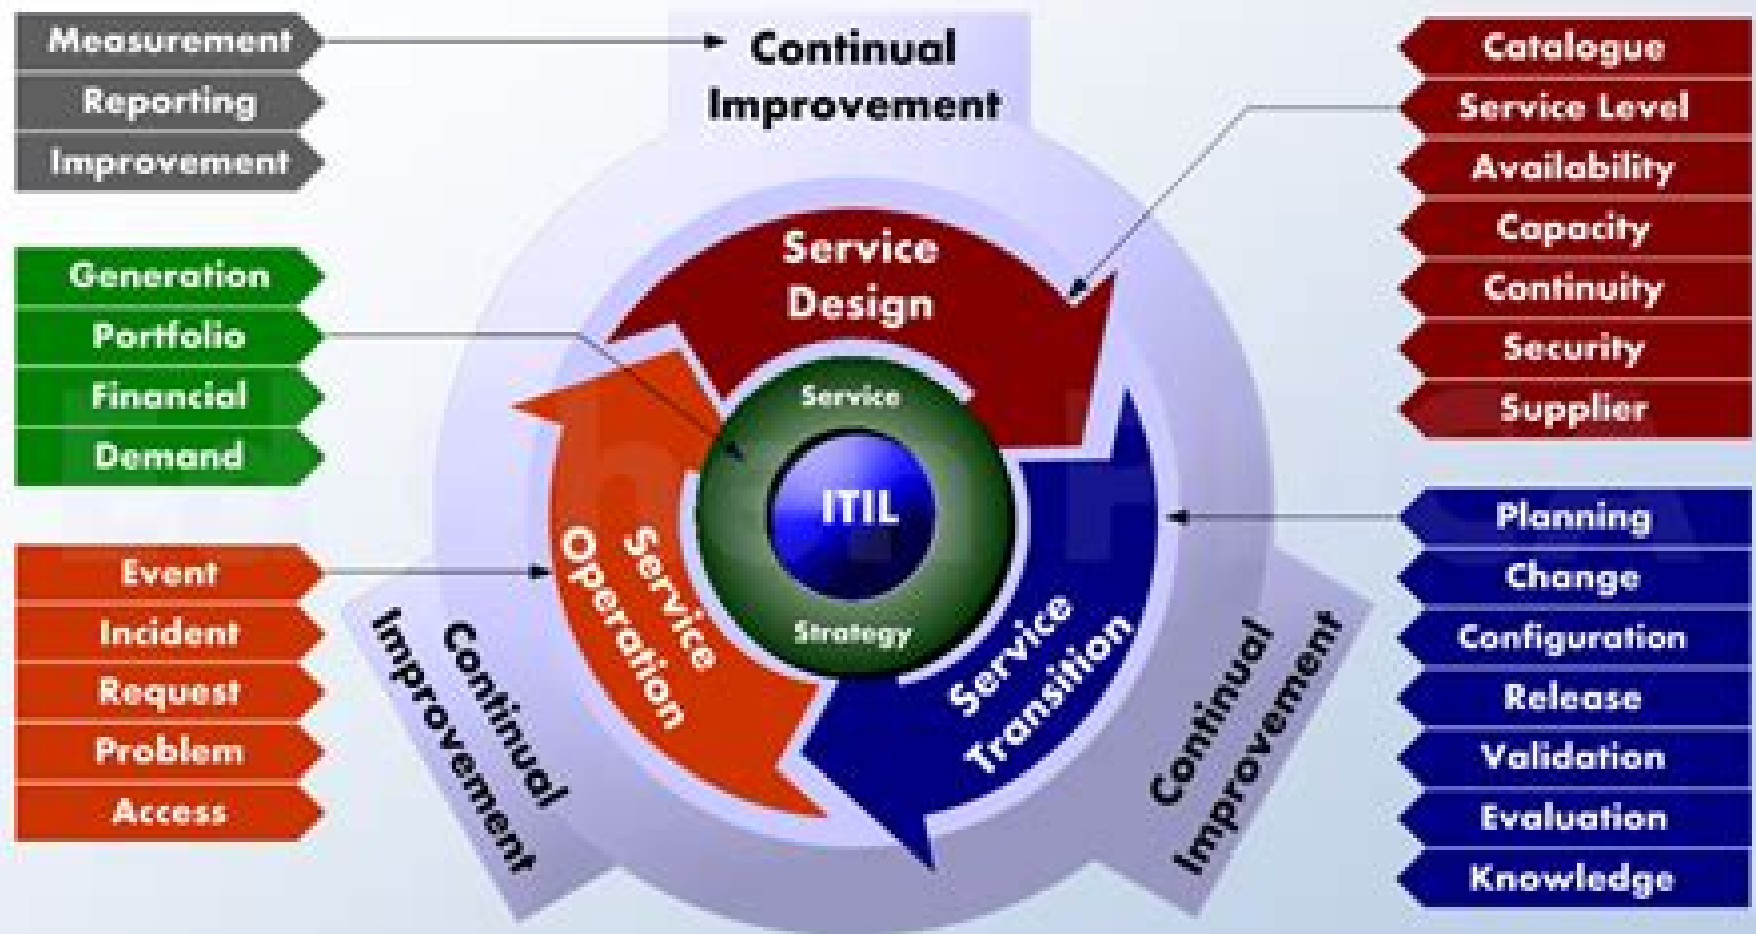 Measurement
Reporting
Improvement
Generation
Portfolio
Financial
Demand
Event
Incident
Request
Problem
Access
Continual
Improvement
Service
Design
Service
ITIL
Strategy
Service
Operation
Service
Transition
Continual
Improvement
Continual
Improvement
Catalogue
Service Level
Availability
Capacity
Continuity
Security
Supplier
Planning
Change
Configuration
Release
Validation
Evaluation
Knowledge